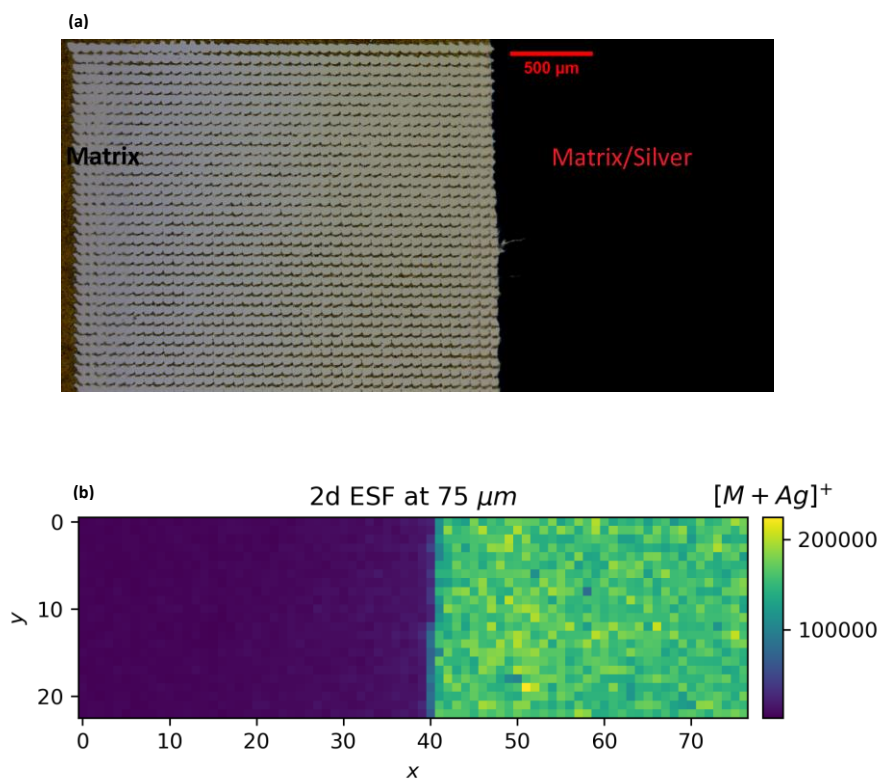 (a)
500 µm
Matrix
Matrix/Silver
(b)
2d ESF at 75 μm
[M + Ag]⁺
0
10
20
y
0 10 20 30 40 50 60 70
x
200000
100000